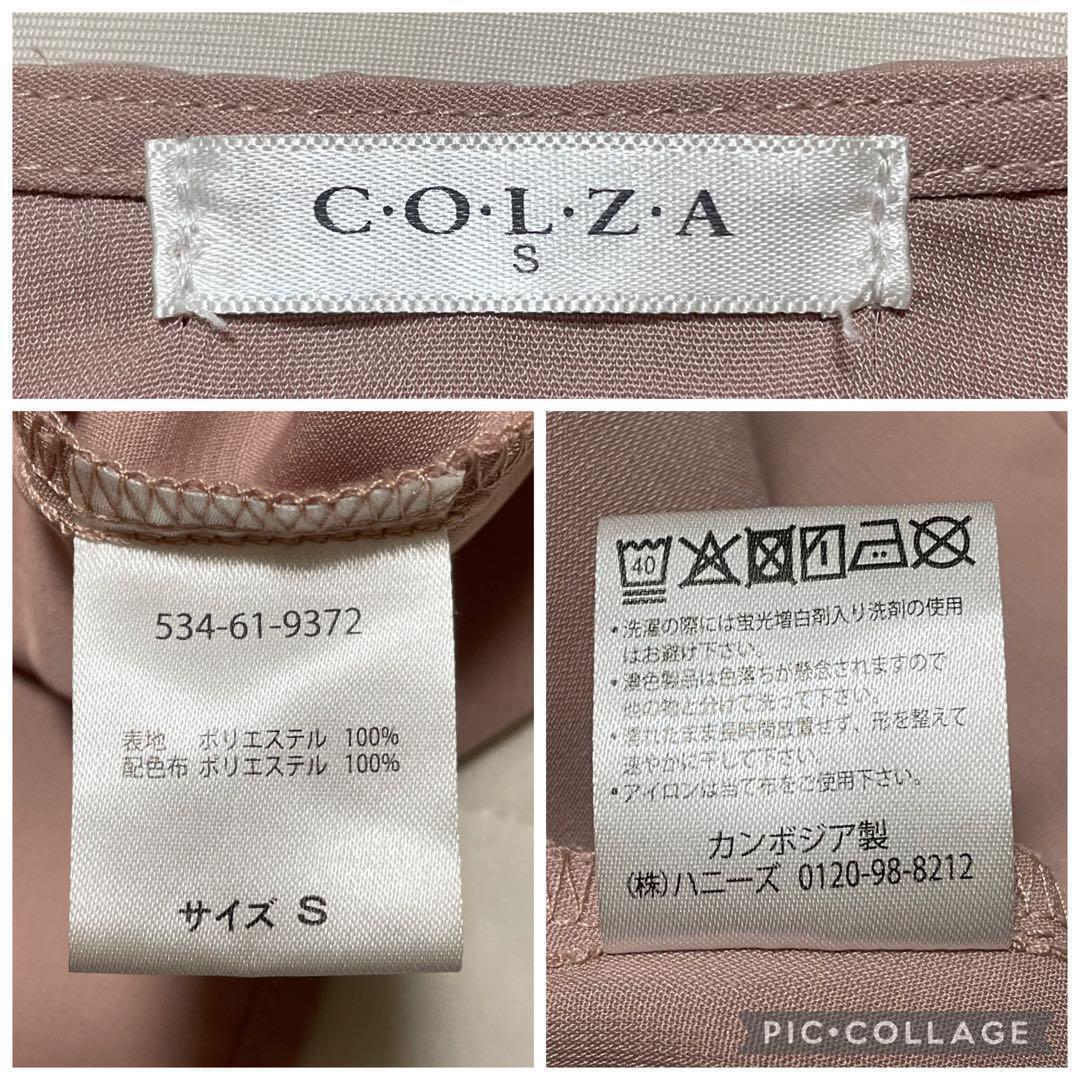 C·O·L·Z·A
S
534-61-9372
表地 ポリエステル 100%
配色布 ポリエステル 100%
サイズ S
40
・洗濯の際には蛍光増白剤入り洗剤の使用
はお避け下さい。
・濃色製品は色落ちが懸念されますので
他の物と分けて洗って下さい。
・濡れたまま長時間放置せず、形を整えて
速やかに干して下さい。
・アイロンは当て布をご使用下さい。
カンボジア製
(株)ハニーズ 0120-98-8212
PIC•COLLAGE